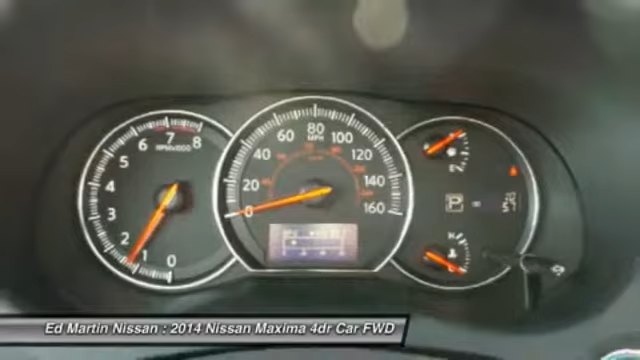 0 1 2 3 4 5 6 7 8
RPMx1000
0 20 40 60 80 100 120 140 160
MPH
P
Ed Martin Nissan : 2014 Nissan Maxima 4dr Car FWD